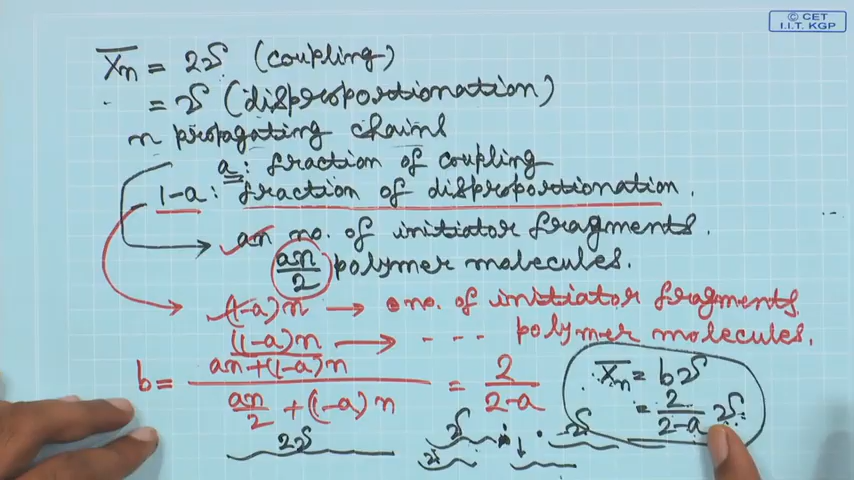 © CET
I.I.T. KGP
X̅n = 2ν (coupling)
= ν (disproportionation)
n propagating chains
a : fraction of coupling
1-a : fraction of disproportionation.
an no. of initiator fragments.
an/2 polymer molecules.
(1-a)n → no. of initiator fragments.
(1-a)n → - - - polymer molecules.
b = (an+(1-a)n)/(an/2 + (1-a)n) = 2/(2-a)
X̅n = bν
= 2/(2-a) ν
2ν
ν · · ν
ν ↓